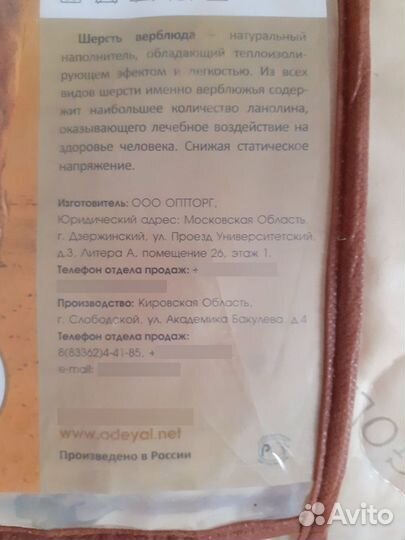 Шерсть верблюда – натуральный
наполнитель, обладающий теплоизоли-
рующем эфектом и легкостью. Из всех
видов шерсти именно верблюжья содер-
жит наибольшее количество ланолина,
оказывающего лечебное воздействие на
здоровье человека. Снижая статическое
напряжение.
Изготовитель: ООО ОПТТОРГ,
Юридический адрес: Московская Область,
г. Дзержинский, ул. Проезд Университетский,
д.3, Литера А, помещение 26, этаж 1.
Телефон отдела продаж: +
Производство: Кировская Область,
г. Слободской, ул. Академика Бакулева, д.4
Телефон отдела продаж:
8(83362)4-41-85, +
e-mail:
www.odeyal.net
Произведено в России
Avito